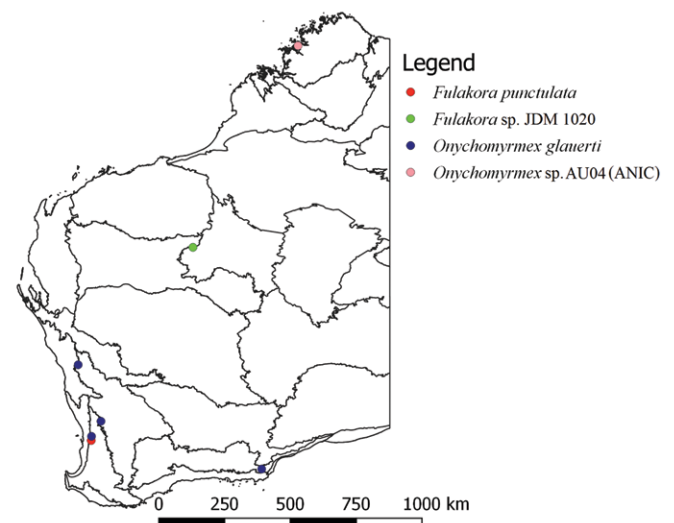 Legend
Fulakora punctulata
Fulakora sp. JDM 1020
Onychomyrmex glauerti
Onychomyrmex sp. AU04 (ANIC)
0 250 500 750 1000 km